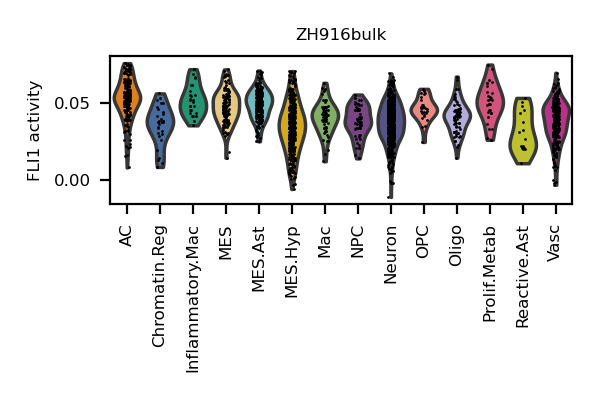 ZH916bulk
FLI1 activity
0.05
0.00
AC
Chromatin.Reg
Inflammatory.Mac
MES
MES.Ast
MES.Hyp
Mac
NPC
Neuron
OPC
Oligo
Prolif.Metab
Reactive.Ast
Vasc